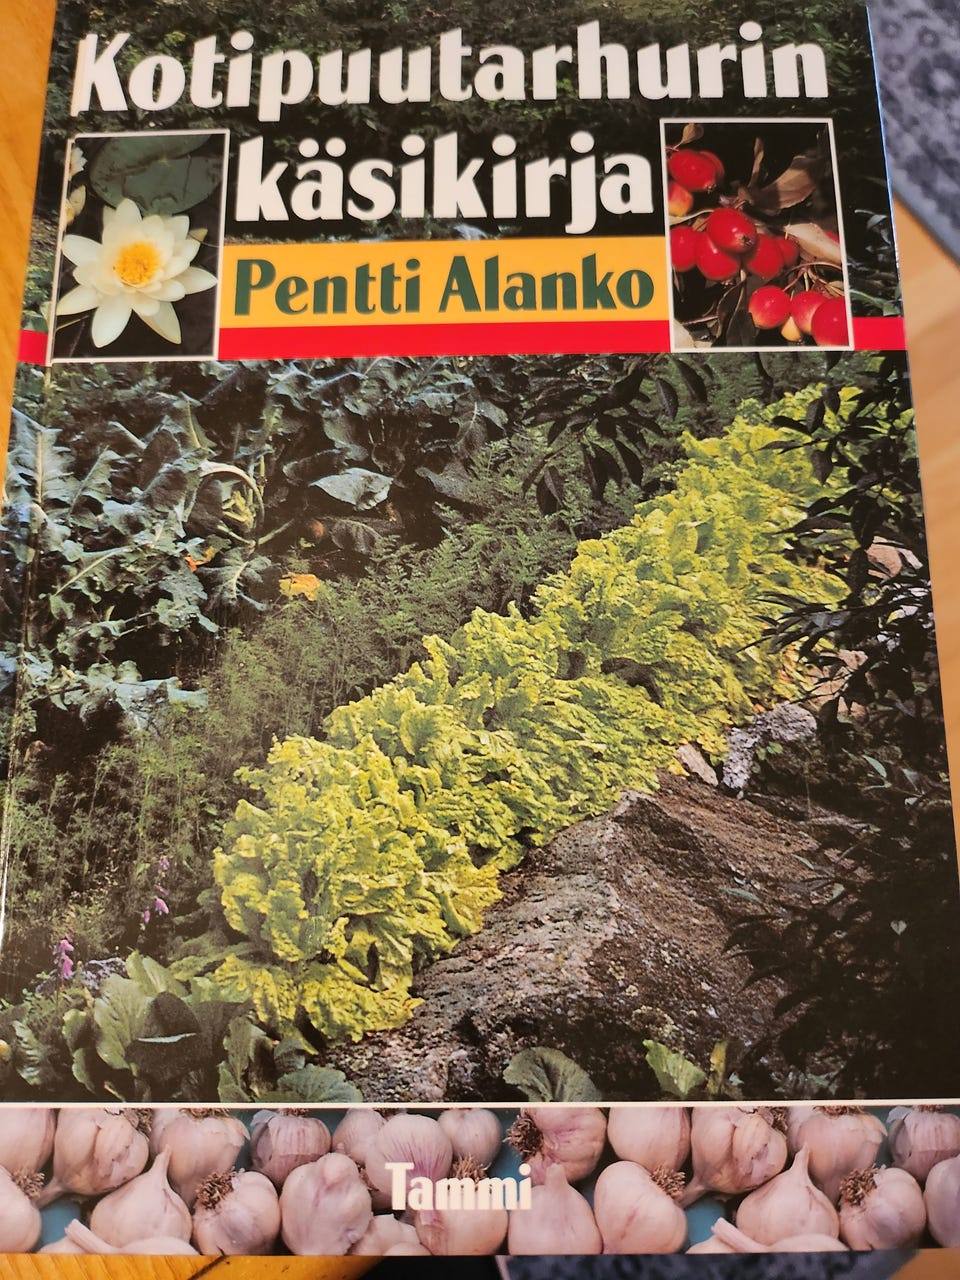 Kotipuutarhurin
käsikirja
Pentti Alanko
Tammi